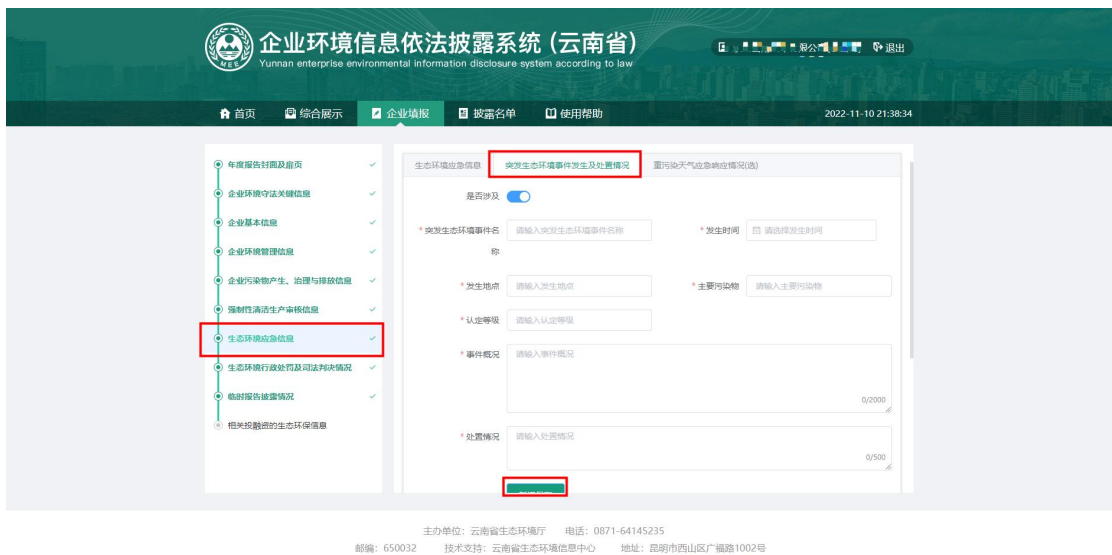 企业环境信息依法披露系统（云南省）
Yunnan enterprise environmental information disclosure system according to law
MEE
限公 退出
首页 综合展示 企业填报 披露名单 使用帮助 2022-11-10 21:38:34
年度报告封面及扉页
企业环境守法关键信息
企业基本信息
企业环境管理信息
企业污染物产生、治理与排放信息
强制性清洁生产审核信息
生态环境应急信息
生态环境行政处罚及司法判决情况
临时报告披露情况
相关投融资的生态环保信息
生态环境应急信息 突发生态环境事件发生及处置情况 重污染天气应急响应情况(选)
是否涉及
* 突发生态环境事件名 请输入突发生态环境事件名称 * 发生时间 请选择发生时间
称
* 发生地点 请输入发生地点 * 主要污染物 请输入主要污染物
* 认定等级 请输入认定等级
* 事件概况 请输入事件概况
0/2000
* 处置情况 请输入处置情况
0/500
主办单位：云南省生态环境厅 电话：0871-64145235
邮编：650032 技术支持：云南省生态环境信息中心 地址：昆明市西山区广福路1002号